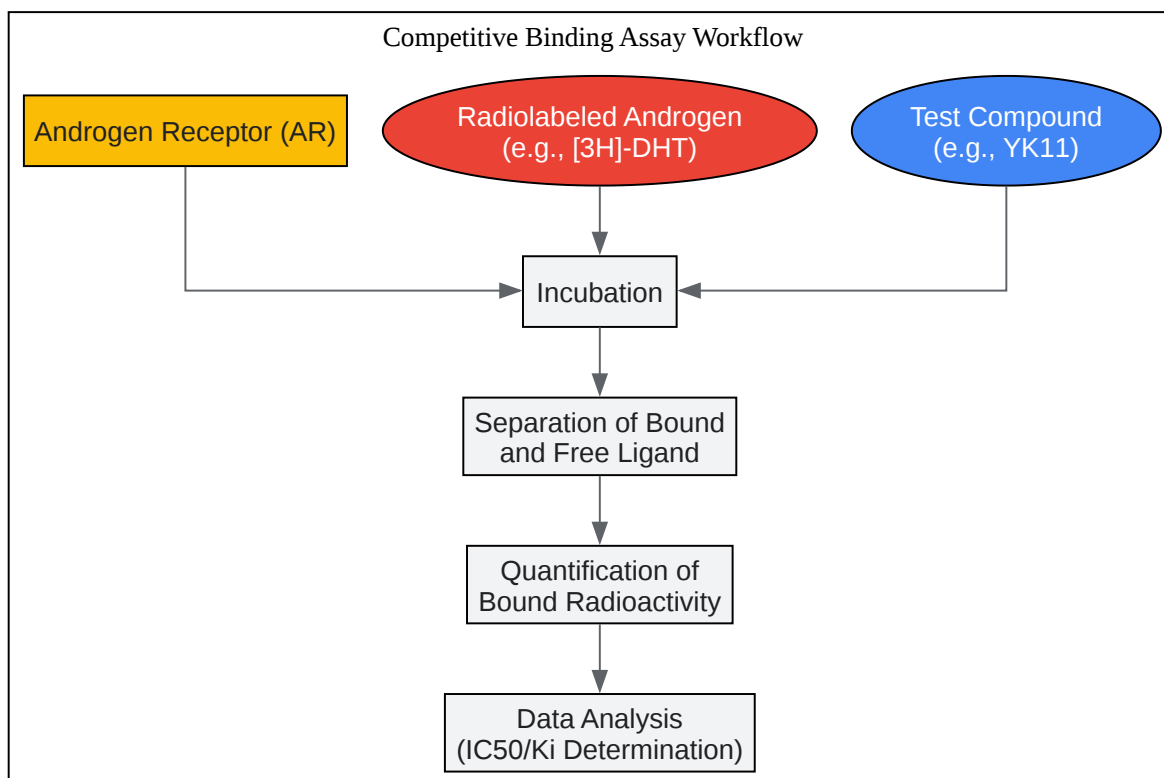 Competitive Binding Assay Workflow
Androgen Receptor (AR)
Radiolabeled Androgen
(e.g., [3H]-DHT)
Test Compound
(e.g., YK11)
Incubation
Separation of Bound
and Free Ligand
Quantification of
Bound Radioactivity
Data Analysis
(IC50/Ki Determination)